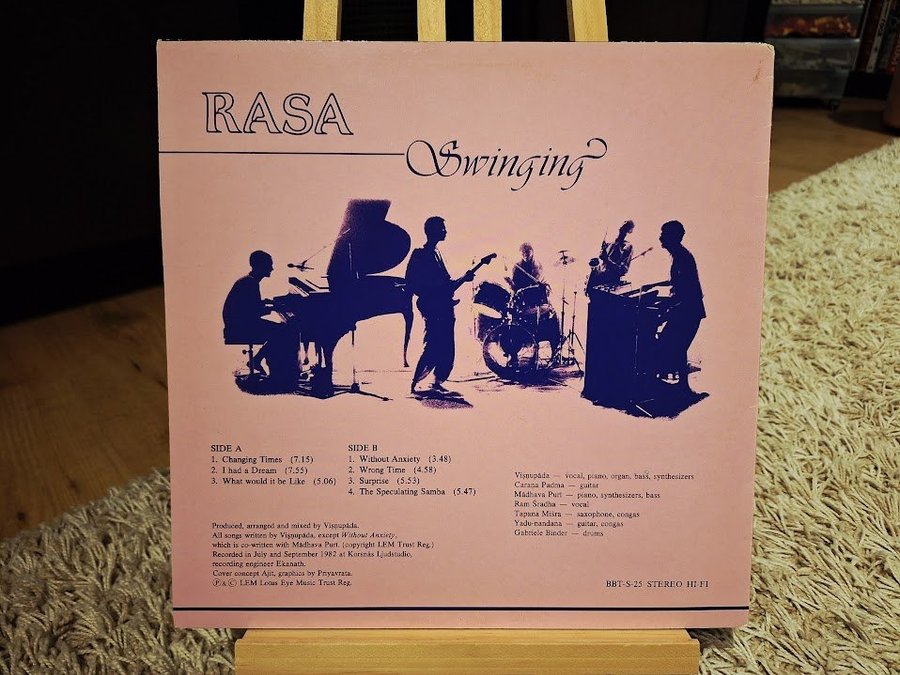 RASA
Swinging
SIDE A
1. Changing Times (7.15)
2. I had a Dream (7.55)
3. What would it be Like (5.06)
SIDE B
1. Without Anxiety (3.48)
2. Wrong Time (4.58)
3. Surprise (5.53)
4. The Speculating Samba (5.47)
Viṣṇupāda — vocal, piano, organ, bass, synthesizers
Caraṇa Padma — guitar
Mādhava Puri — piano, synthesizers, bass
Ram Sradha — vocal
Tapana Miśra — saxophone, congas
Yadu-nandana — guitar, congas
Gabriele Binder — drums
Produced, arranged and mixed by Viṣṇupāda.
All songs written by Viṣṇupāda, except Without Anxiety,
which is co-written with Mādhava Puri. (copyright LEM Trust Reg.)
Recorded in July and September 1982 at Korsnäs Ljudstudio,
recording engineer Ekanath.
Cover concept Ajit, graphics by Priyavrata.
Ⓟ & Ⓒ LEM Lotus Eye Music Trust Reg.
BBT-S-25 STEREO HI-FI